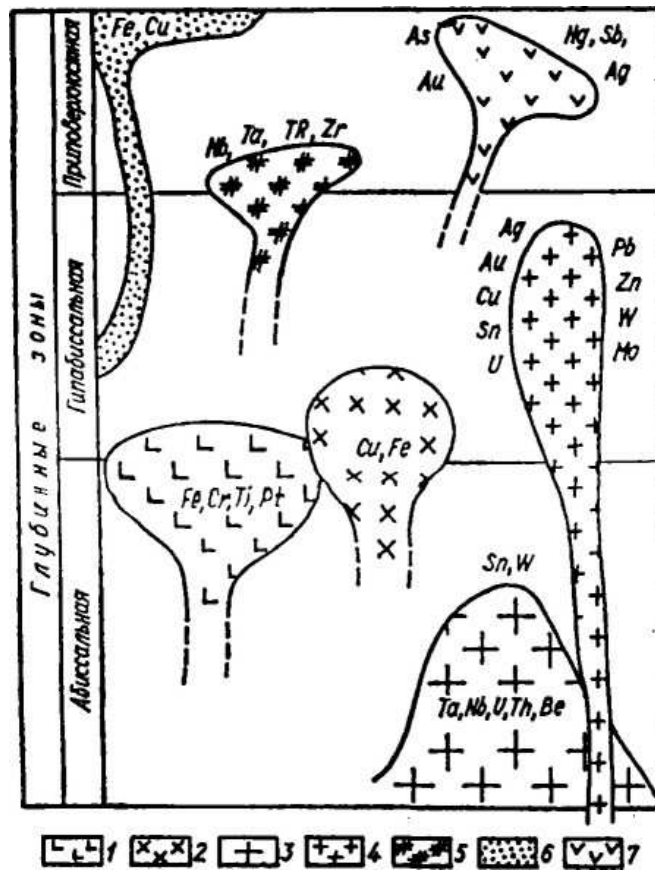 Глубинные зоны
Приповерхностная
Гипабиссальная
Абиссальная
Fe, Cu
As
Au
Hg, Sb,
Ag
Nb, Ta, TR, Zr
Ag
Au
Cu
Sn
U
Pb
Zn
W
Mo
Cu, Fe
Fe, Cr, Ti, Pt
Sn, W
Ta, Nb, U, Th, Be
1 2 3 4 5 6 7